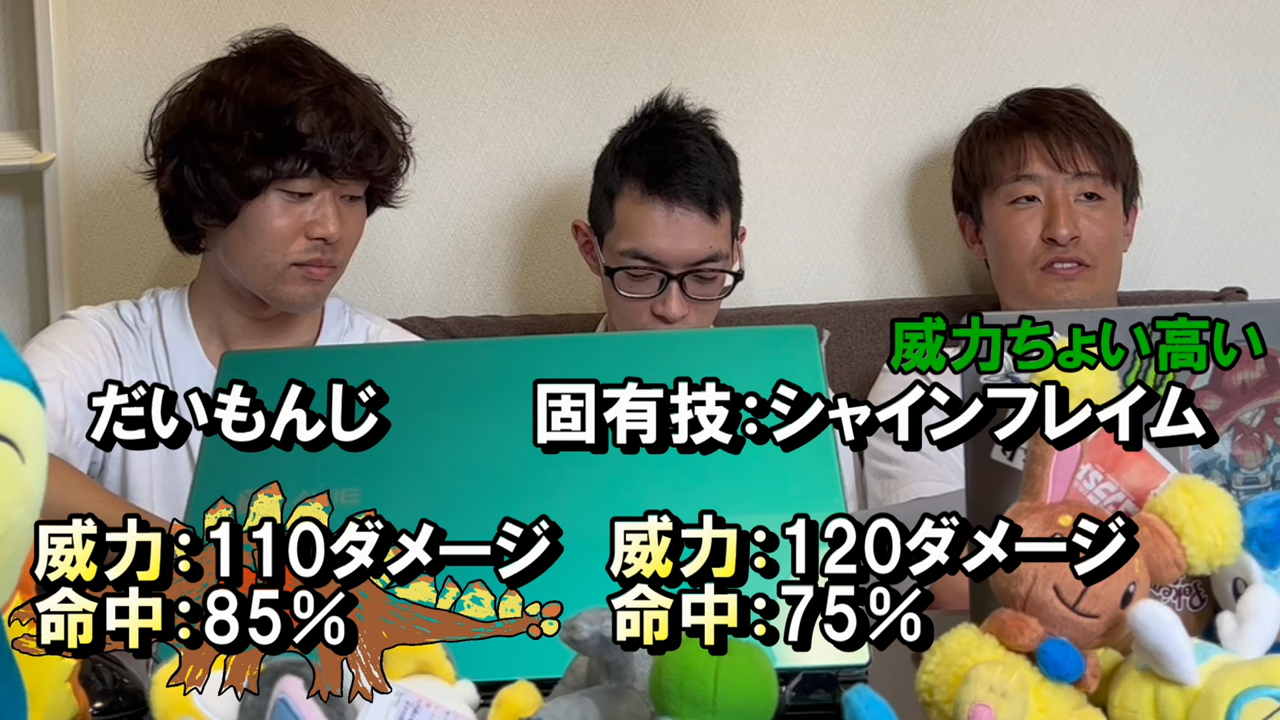 威力ちょい高い
だいもんじ
固有技：シャインフレイム
威力：110ダメージ
命中：85％
威力：120ダメージ
命中：75％